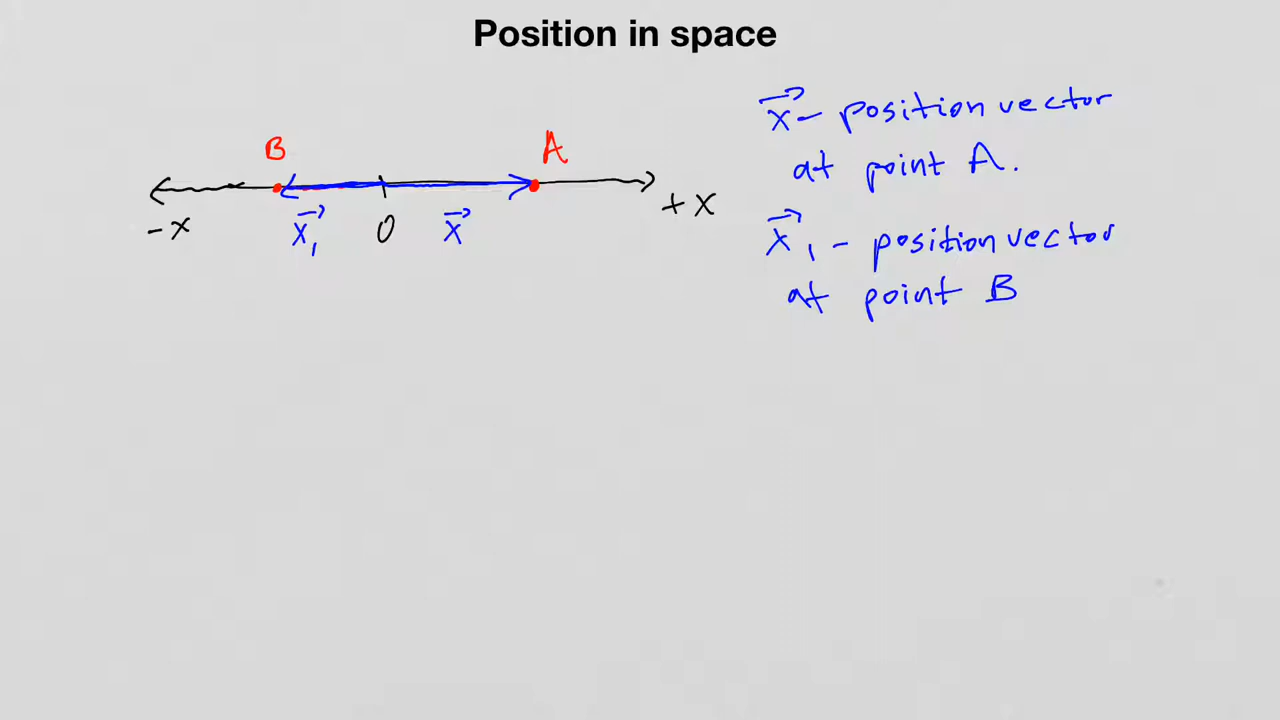 Position in space
B
A
-x
x⃗₁
0
x⃗
+x
x⃗ - position vector
at point A.
x⃗₁ - position vector
at point B